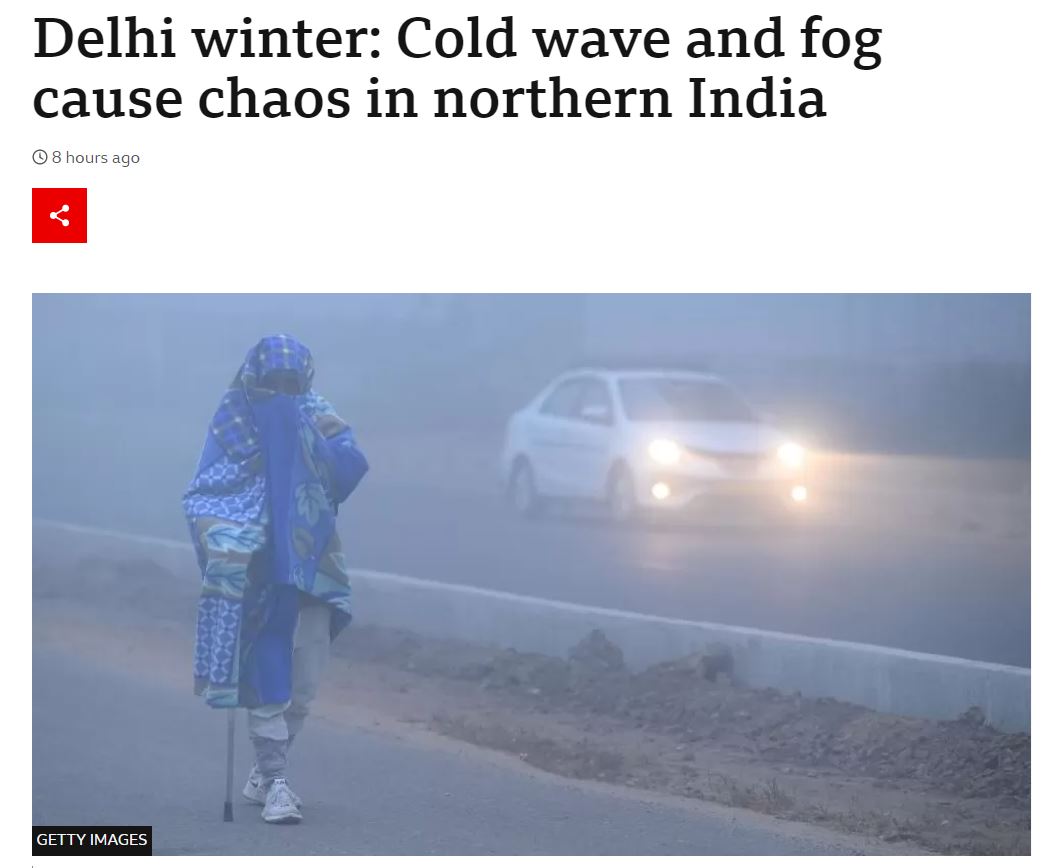 Delhi winter: Cold wave and fog
cause chaos in northern India
8 hours ago
GETTY IMAGES